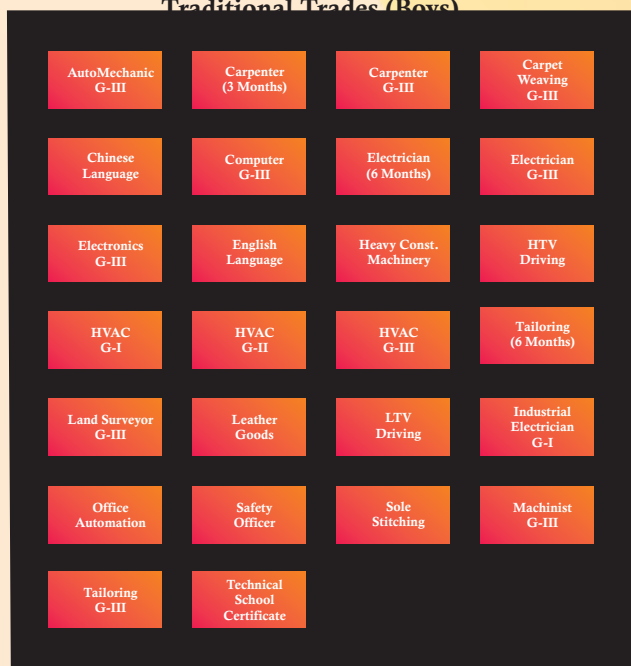 Traditional Trades (Boys)
AutoMechanic
G-III
Carpenter
(3 Months)
Carpenter
G-III
Carpet
Weaving
G-III
Chinese
Language
Computer
G-III
Electrician
(6 Months)
Electrician
G-III
Electronics
G-III
English
Language
Heavy Const.
Machinery
HTV
Driving
HVAC
G-I
HVAC
G-II
HVAC
G-III
Tailoring
(6 Months)
Land Surveyor
G-III
Leather
Goods
LTV
Driving
Industrial
Electrician
G-I
Office
Automation
Safety
Officer
Sole
Stitching
Machinist
G-III
Tailoring
G-III
Technical
School
Certificate